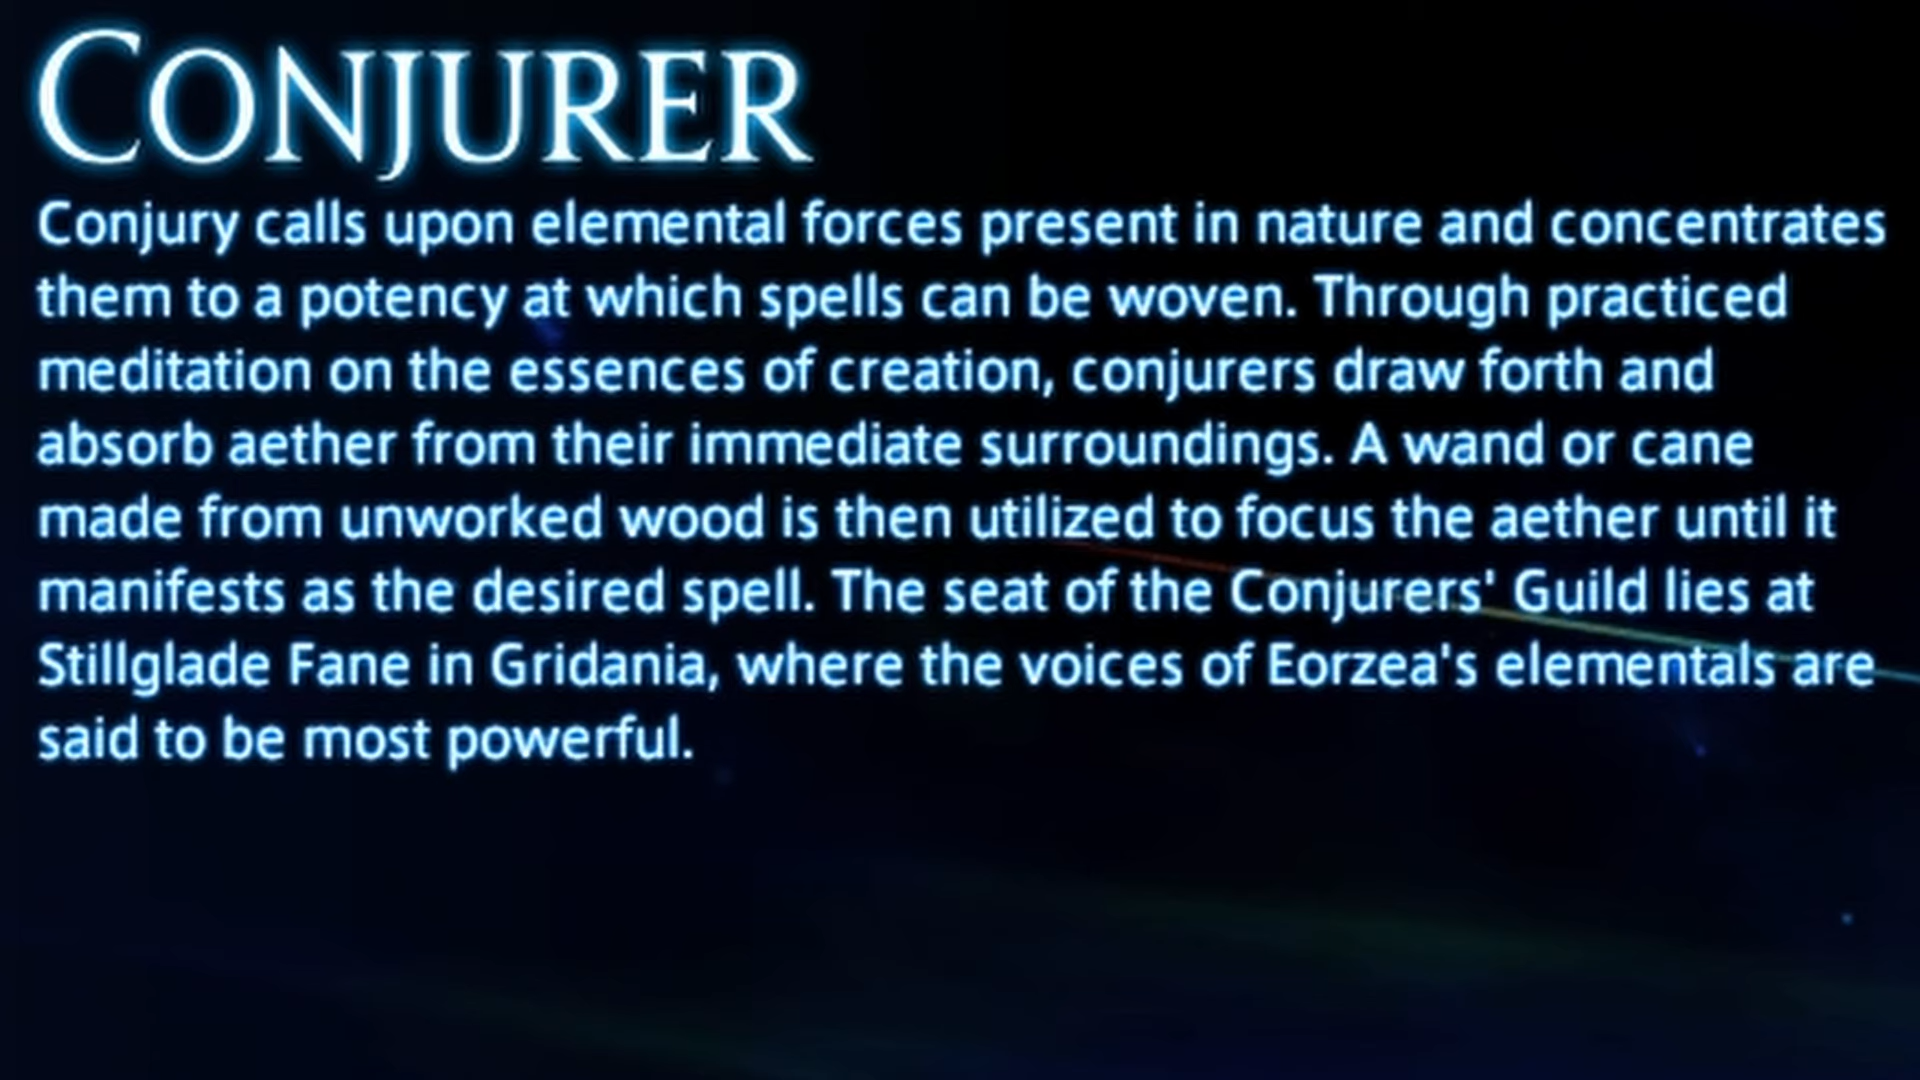 CONJURER
Conjury calls upon elemental forces present in nature and concentrates
them to a potency at which spells can be woven. Through practiced
meditation on the essences of creation, conjurers draw forth and
absorb aether from their immediate surroundings. A wand or cane
made from unworked wood is then utilized to focus the aether until it
manifests as the desired spell. The seat of the Conjurers' Guild lies at
Stillglade Fane in Gridania, where the voices of Eorzea's elementals are
said to be most powerful.